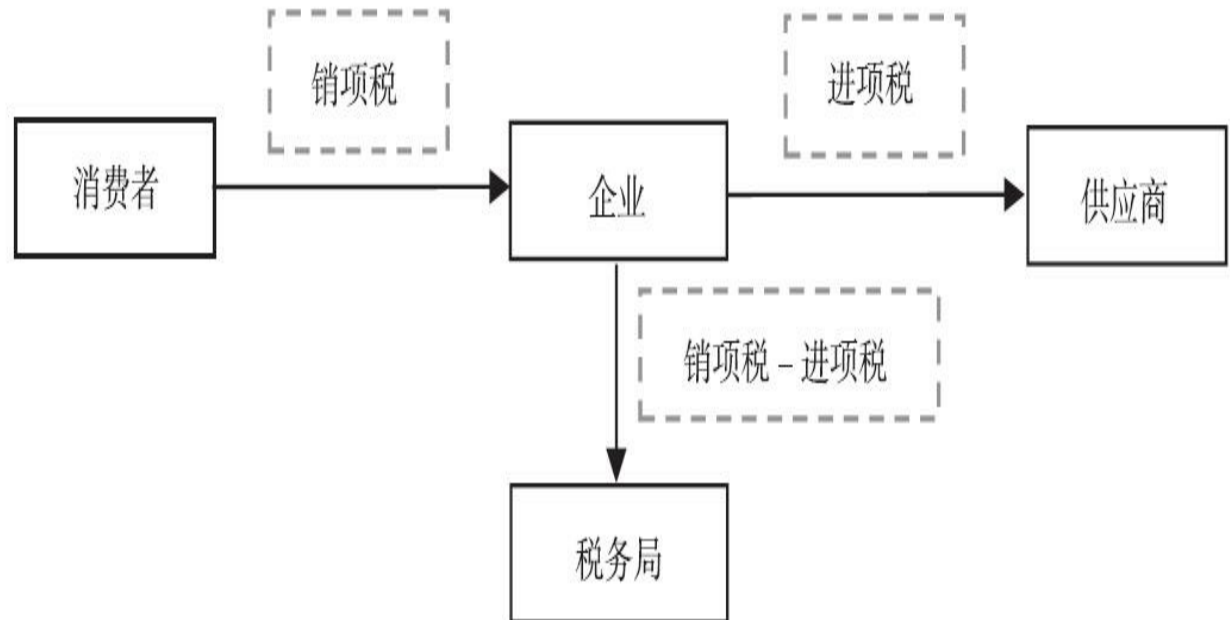 销项税
进项税
消费者
企业
供应商
销项税 – 进项税
税务局